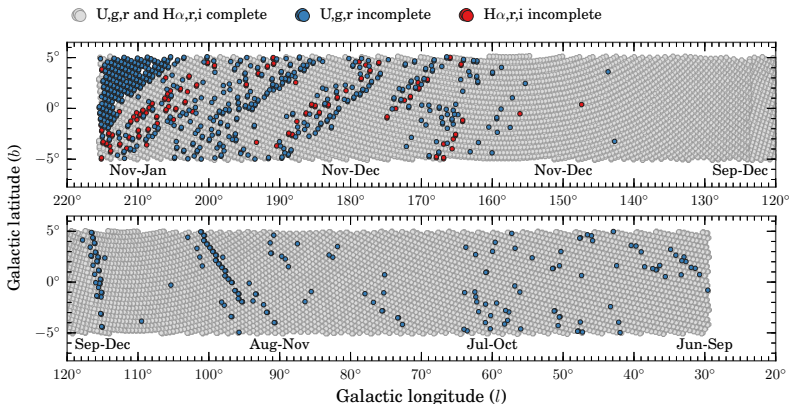 U,g,r and Hα,r,i complete U,g,r incomplete Hα,r,i incomplete
5°
0°
−5°
Nov-Jan Nov-Dec Nov-Dec Sep-Dec
220 210° 200° 190° 180° 170° 160° 150° 140° 130° 120°
Galactic latitude (b)
5°
0°
−5°
Sep-Dec Aug-Nov Jul-Oct Jun-Sep
120 110° 100° 90° 80° 70° 60° 50° 40° 30° 20°
Galactic longitude (l)